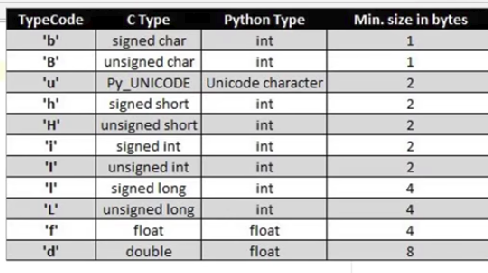 TypeCode C Type Python Type Min. size in bytes
'b' signed char int 1
'B' unsigned char int 1
'u' Py_UNICODE Unicode character 2
'h' signed short int 2
'H' unsigned short int 2
'i' signed int int 2
'I' unsigned int int 2
'l' signed long int 4
'L' unsigned long int 4
'f' float float 4
'd' double float 8